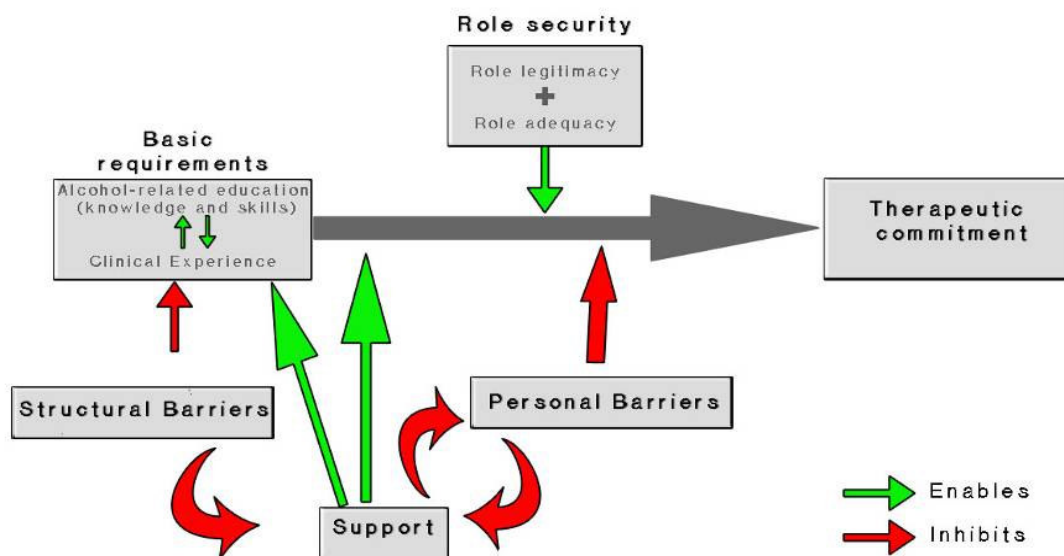 Role security
Role legitimacy
+
Role adequacy
Basic
requirements
Alcohol-related education
(knowledge and skills)
Clinical Experience
Therapeutic
commitment
Structural Barriers
Personal Barriers
Support
Enables
Inhibits